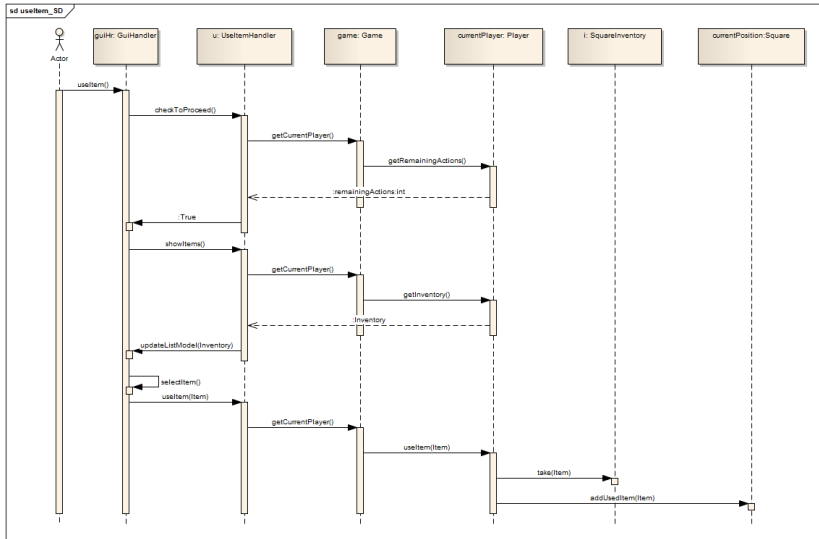 sd useItem_SD
guiHr: GuiHandler
u: UseItemHandler
game: Game
currentPlayer: Player
i: SquareInventory
currentPosition:Square
Actor
useItem()
checkToProceed()
getCurrentPlayer()
getRemainingActions()
:remainingActions:int
:True
showItems()
getCurrentPlayer()
getInventory()
:Inventory
updateListModel(Inventory)
selectItem()
useItem(Item)
getCurrentPlayer()
useItem(Item)
take(Item)
addUsedItem(Item)